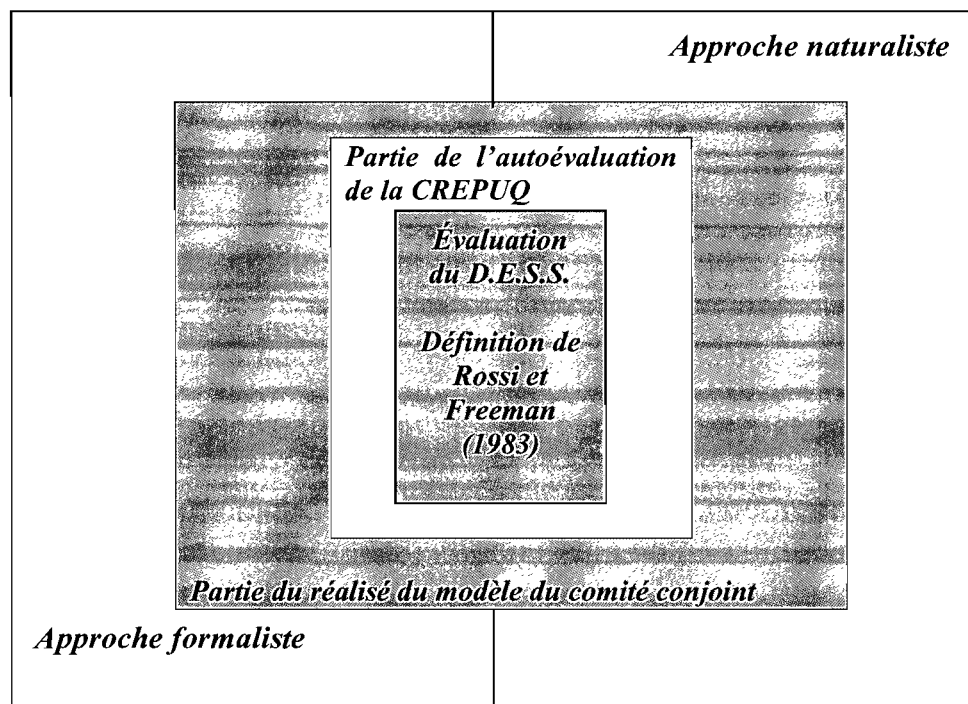 Approche naturaliste
Partie de l'autoévaluation
de la CREPUQ
Évaluation
du D.E.S.S.
Définition de
Rossi et
Freeman
(1983)
Partie du réalisé du modèle du comité conjoint
Approche formaliste